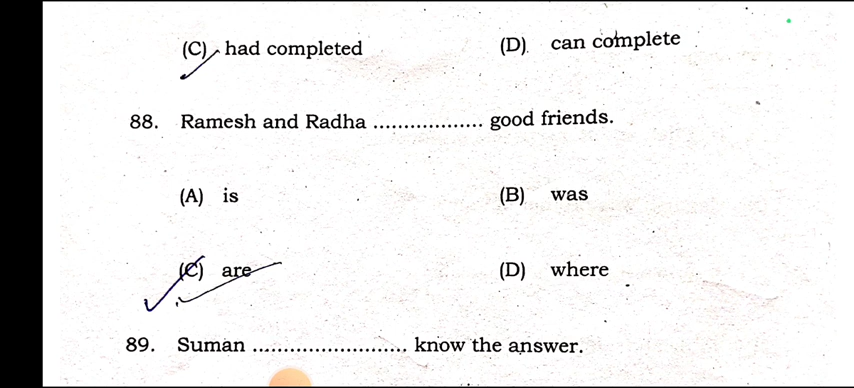 (C) had completed (D) can complete
88. Ramesh and Radha .................. good friends.
(A) is (B) was
(C) are (D) where
89. Suman ......................... know the answer.